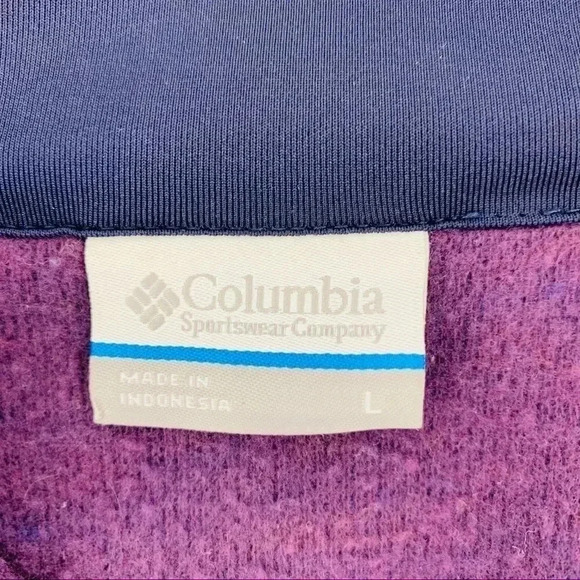 Columbia
Sportswear Company
MADE IN
INDONESIA
L